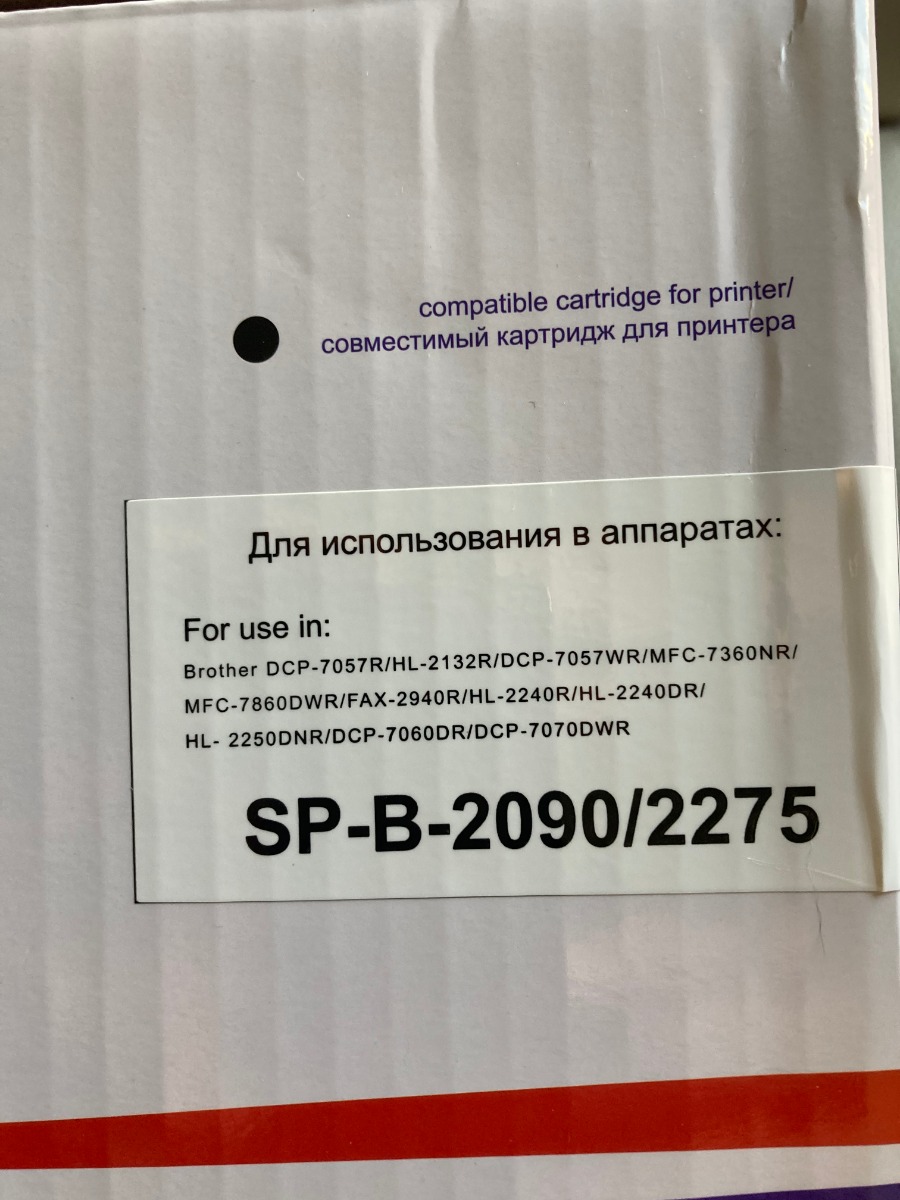 compatible cartridge for printer/
совместимый картридж для принтера
Для использования в аппаратах:
For use in:
Brother DCP-7057R/HL-2132R/DCP-7057WR/MFC-7360NR/
MFC-7860DWR/FAX-2940R/HL-2240R/HL-2240DR/
HL- 2250DNR/DCP-7060DR/DCP-7070DWR
SP-B-2090/2275